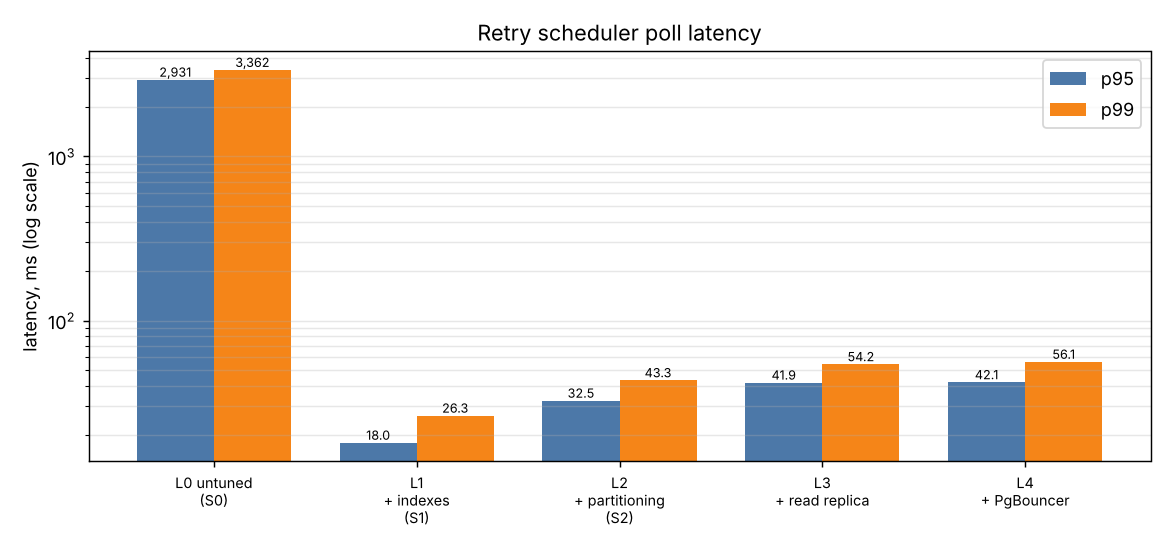 Retry scheduler poll latency
p95
p99
latency, ms (log scale)
10³
10²
2,931
3,362
18.0
26.3
32.5
43.3
41.9
54.2
42.1
56.1
L0 untuned
(S0)
L1
+ indexes
(S1)
L2
+ partitioning
(S2)
L3
+ read replica
L4
+ PgBouncer